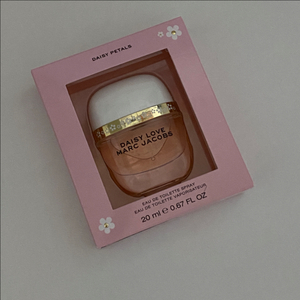 DAISY PETALS
DAISY LOVE
MARC JACOBS
EAU DE TOILETTE SPRAY
EAU DE TOILETTE VAPORISATEUR
20 ml ℮ 0.67 FL OZ